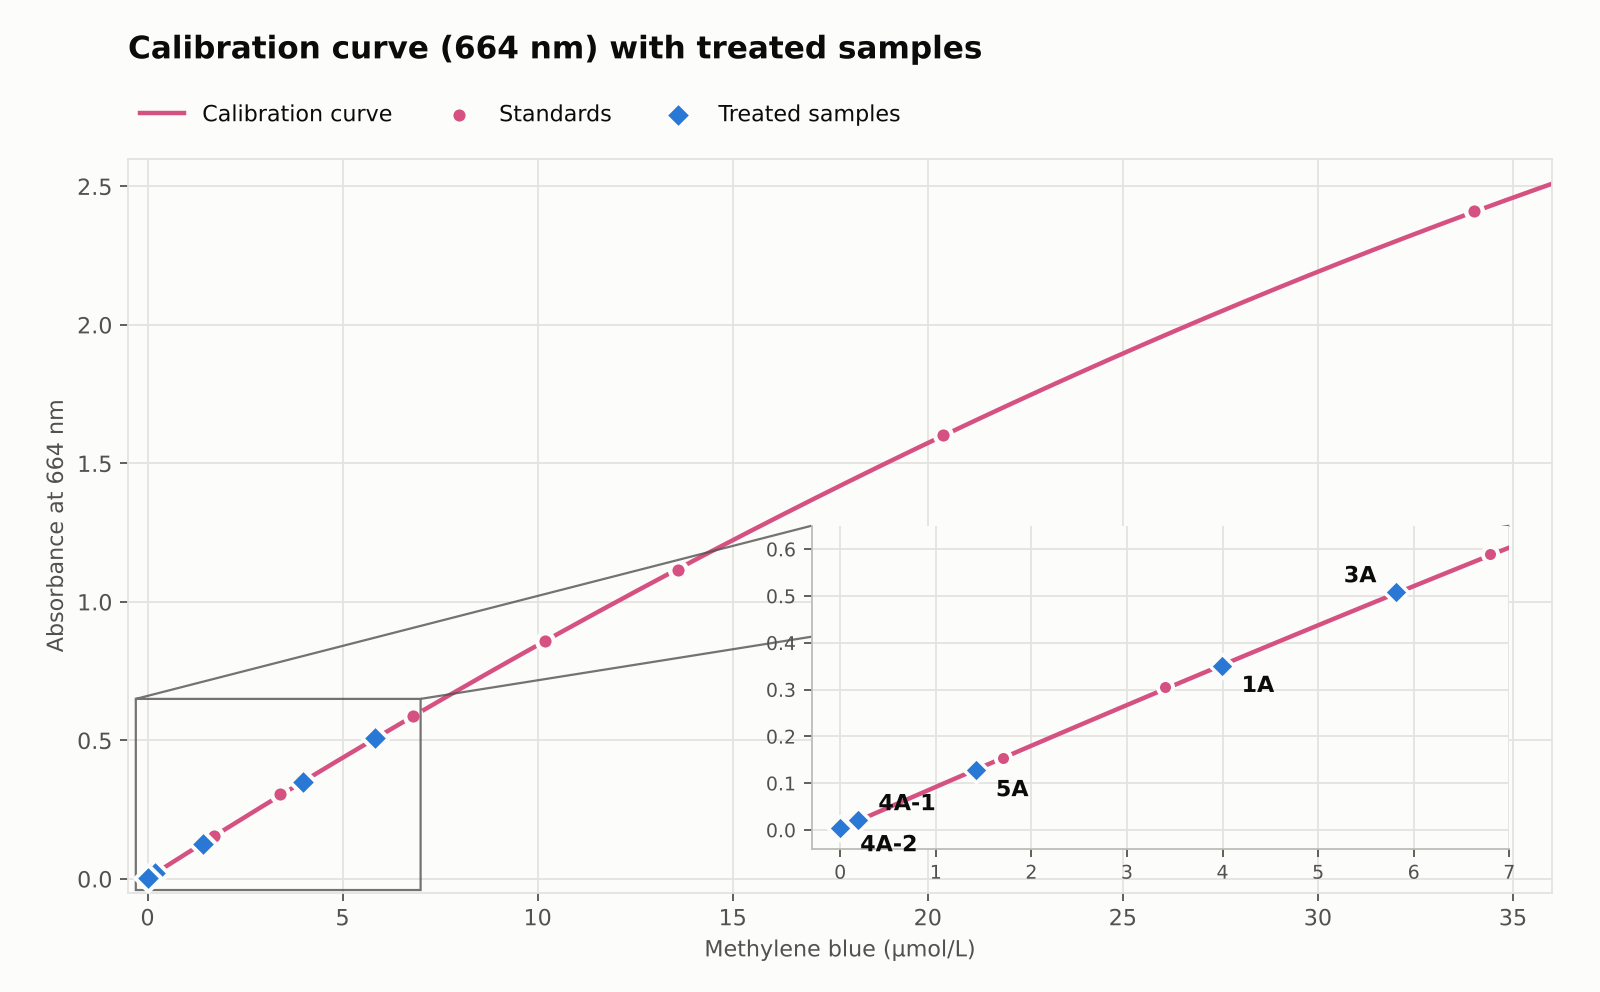 Calibration curve (664 nm) with treated samples
Calibration curve Standards Treated samples
Absorbance at 664 nm
2.5
2.0
1.5
1.0
0.5
0.0
0 5 10 15 20 25 30 35
Methylene blue (µmol/L)
0.6
0.5
0.4
0.3
0.2
0.1
0.0
0 1 2 3 4 5 6 7
3A
1A
5A
4A-1
4A-2